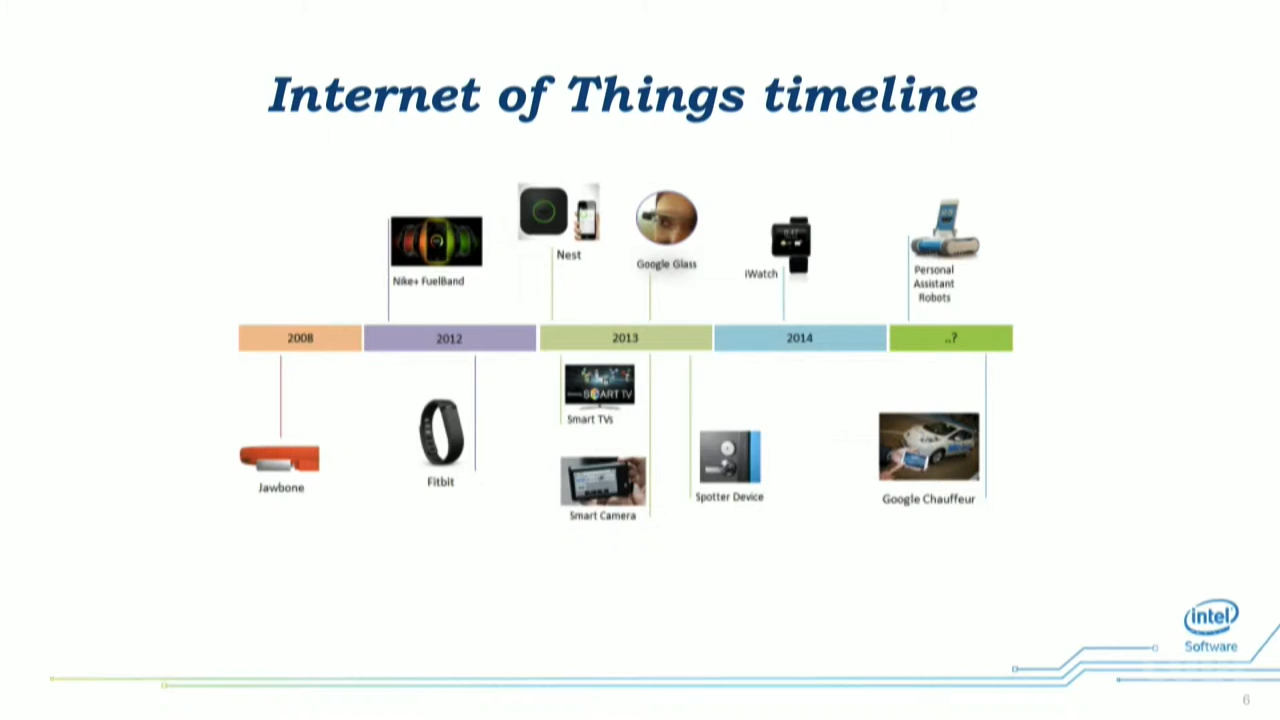 Internet of Things timeline
Nest
Google Glass
iWatch
Personal
Assistant
Robots
Nike+ FuelBand
2008
2012
2013
2014
..?
SMART TV
Smart TVs
Jawbone
Fitbit
Smart Camera
Spotter Device
Google Chauffeur
intel
Software
6